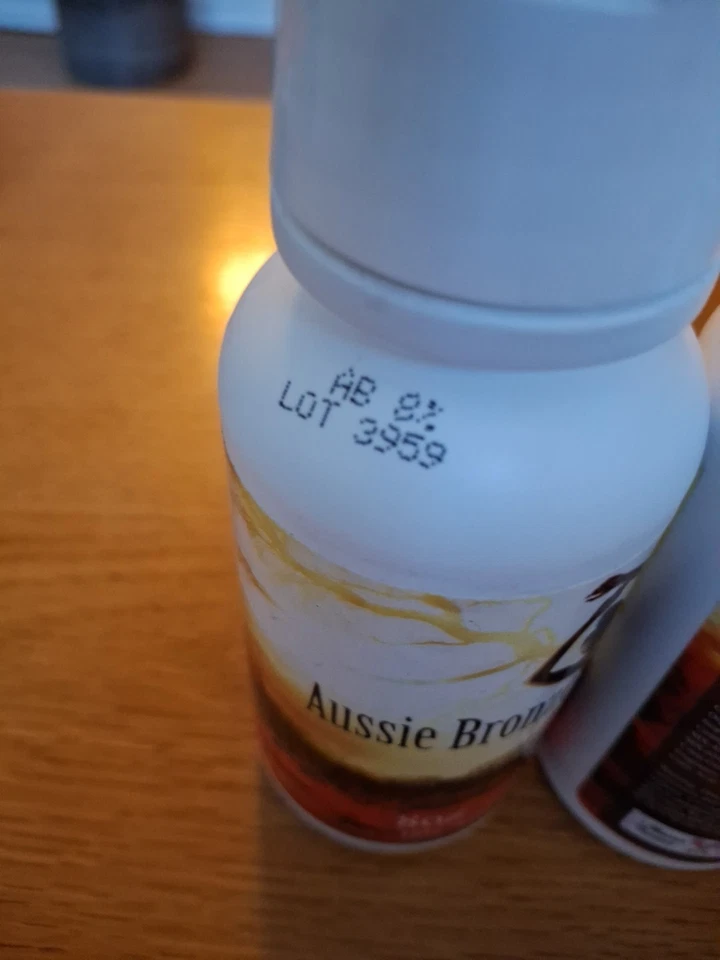 AB 8%
LOT 3959
Aussie Bron